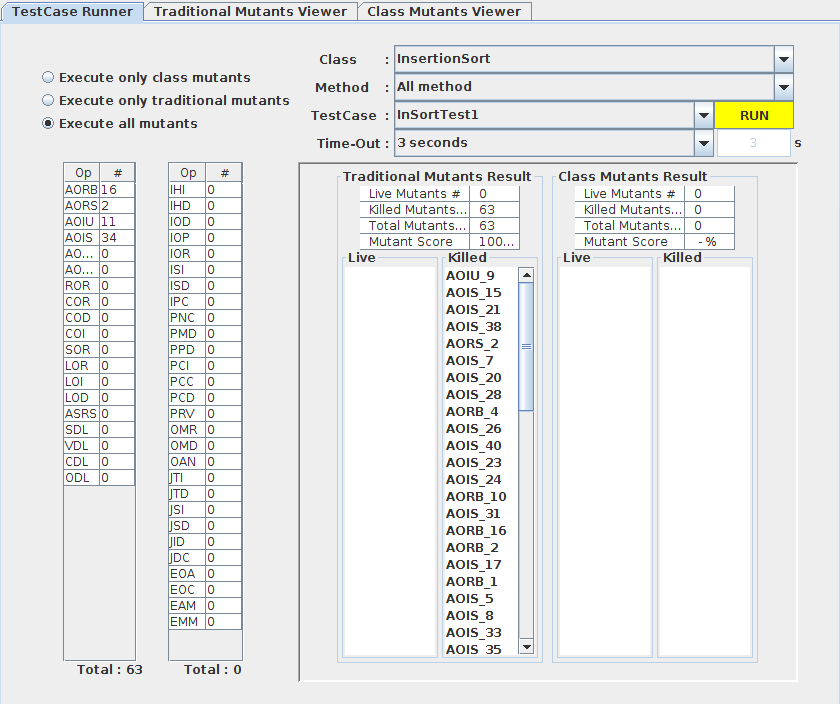 TestCase Runner Traditional Mutants Viewer Class Mutants Viewer
Class : InsertionSort
Method : All method
TestCase : InSortTest1 RUN
Time-Out : 3 seconds 3 s
Execute only class mutants
Execute only traditional mutants
Execute all mutants
Op #
AORB 16
AORS 2
AOIU 11
AOIS 34
AO... 0
AO... 0
ROR 0
COR 0
COD 0
COI 0
SOR 0
LOR 0
LOI 0
LOD 0
ASRS 0
SDL 0
VDL 0
CDL 0
ODL 0
Total : 63
Op #
IHI 0
IHD 0
IOD 0
IOP 0
IOR 0
ISI 0
ISD 0
IPC 0
PNC 0
PMD 0
PPD 0
PCI 0
PCC 0
PCD 0
PRV 0
OMR 0
OMD 0
OAN 0
JTI 0
JTD 0
JSI 0
JSD 0
JID 0
JDC 0
EOA 0
EOC 0
EAM 0
EMM 0
Total : 0
Traditional Mutants Result
Live Mutants # 0
Killed Mutants... 63
Total Mutants... 63
Mutant Score 100...
Live Killed
AOIU_9
AOIS_15
AOIS_21
AOIS_38
AORS_2
AOIS_7
AOIS_20
AOIS_28
AORB_4
AOIS_26
AOIS_40
AOIS_23
AOIS_24
AORB_10
AOIS_31
AORB_16
AORB_2
AOIS_17
AORB_1
AOIS_5
AOIS_8
AOIS_33
AOIS_35
Class Mutants Result
Live Mutants # 0
Killed Mutants... 0
Total Mutants... 0
Mutant Score - %
Live Killed